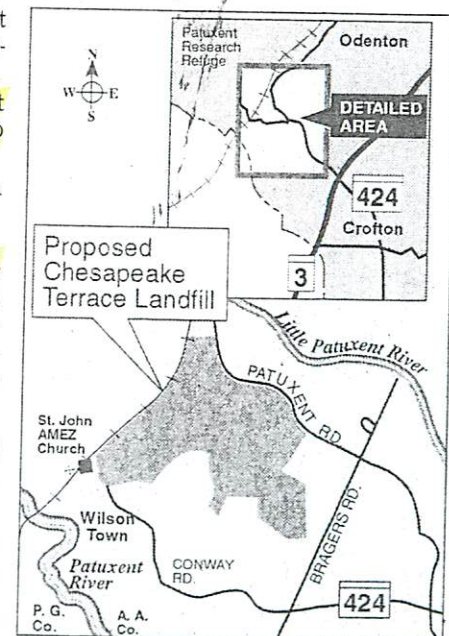 Patuxent
Research
Refuge
Odenton
N
W E
S
DETAILED
AREA
424
Crofton
3
Proposed
Chesapeake
Terrace Landfill
Little Patuxent River
PATUXENT RD.
St. John
AMEZ
Church
Wilson
Town
Patuxent
River
CONWAY
RD.
BRAGERS RD.
424
P. G.
Co.
A. A.
Co.